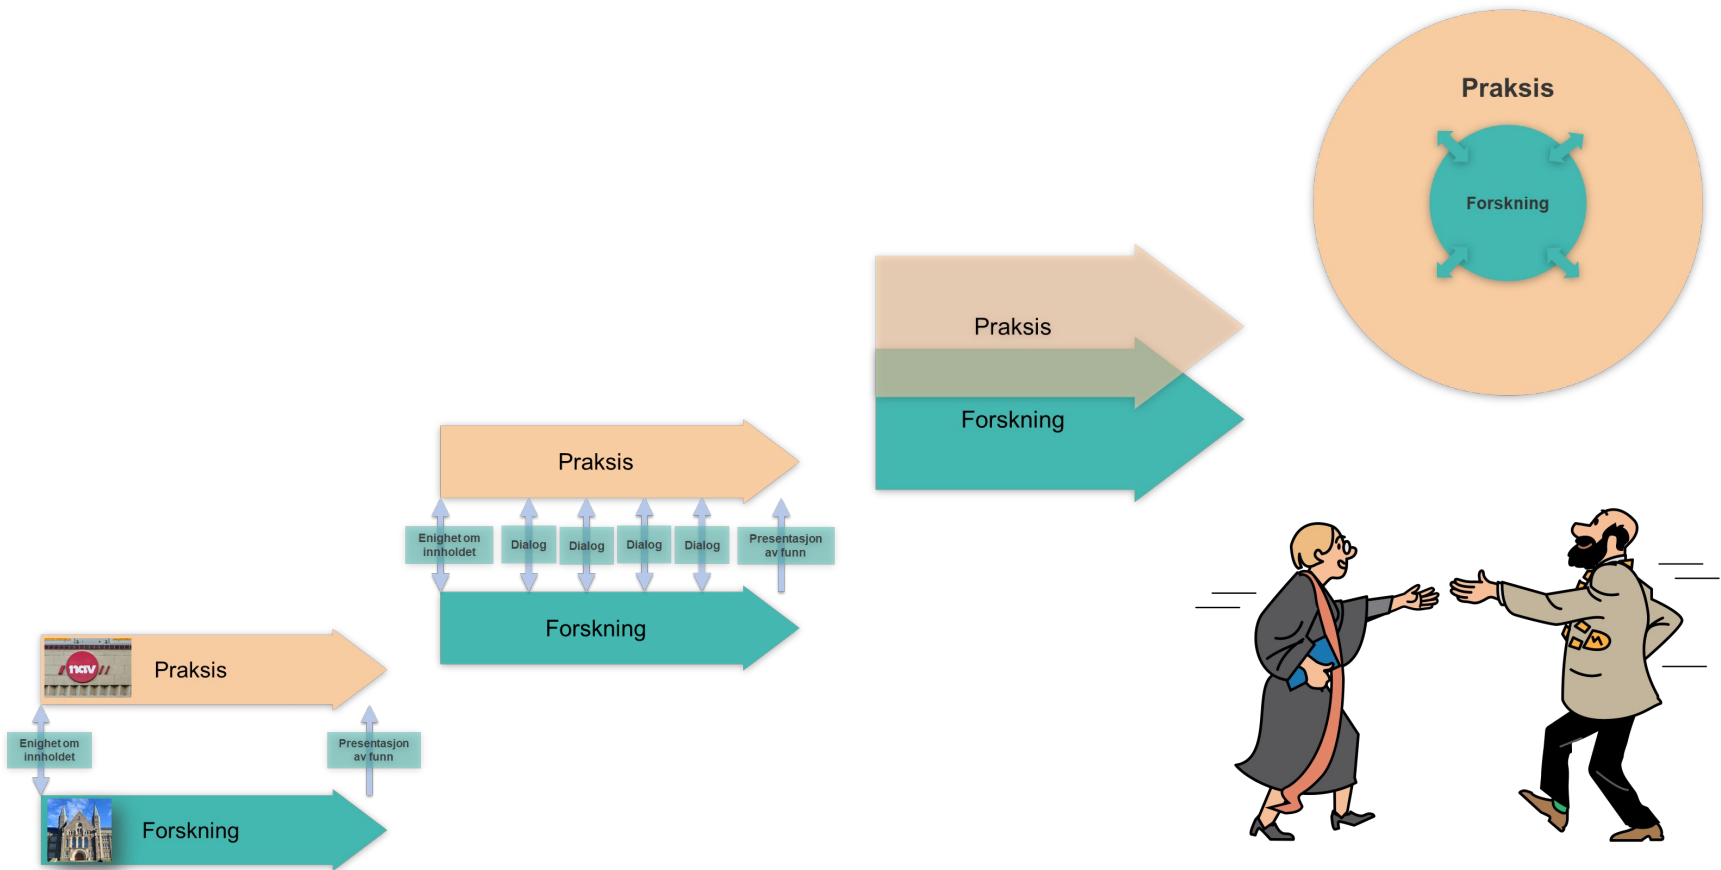 Praksis
Forskning
Praksis
Forskning
Praksis
Enighet om
innholdet
Dialog
Dialog
Dialog
Dialog
Presentasjon
av funn
Forskning
nav
Praksis
Enighet om
innholdet
Presentasjon
av funn
Forskning